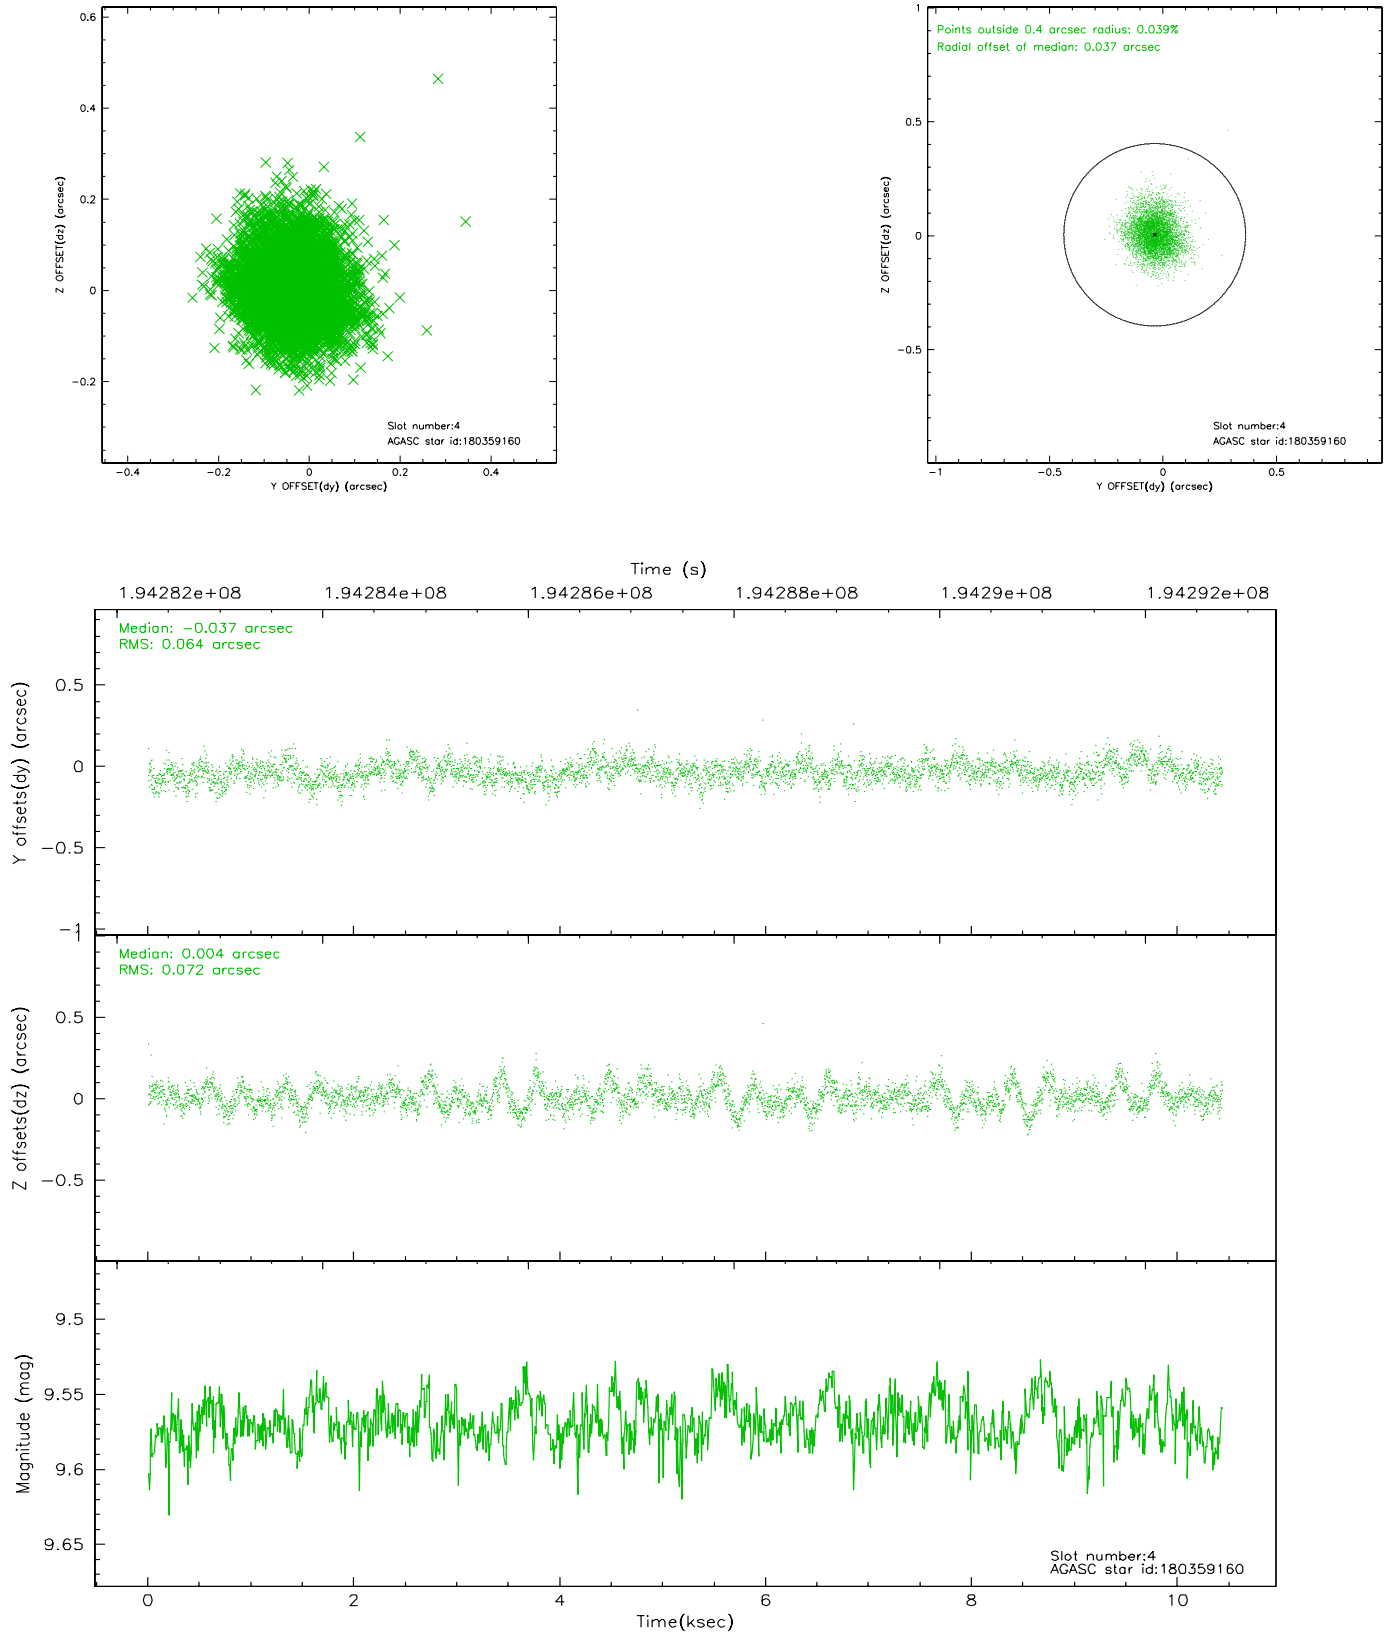 0.6
0.4
0.2
0
−0.2
Z OFFSET(dz) (arcsec)
−0.4 −0.2 0 0.2 0.4
Y OFFSET(dy) (arcsec)
Slot number:4
AGASC star id:180359160
Points outside 0.4 arcsec radius: 0.039%
Radial offset of median: 0.037 arcsec
1
0.5
0
−0.5
Z OFFSET(dz) (arcsec)
−1 −0.5 0 0.5
Y OFFSET(dy) (arcsec)
Slot number:4
AGASC star id:180359160
Time (s)
1.94282e+08 1.94284e+08 1.94286e+08 1.94288e+08 1.9429e+08 1.94292e+08
Median: −0.037 arcsec
RMS: 0.064 arcsec
0.5
0
−0.5
−1
Y offsets(dy) (arcsec)
Median: 0.004 arcsec
RMS: 0.072 arcsec
1
0.5
0
−0.5
Z offsets(dz) (arcsec)
9.5
9.55
9.6
9.65
Magnitude (mag)
Slot number:4
AGASC star id:180359160
0 2 4 6 8 10
Time(ksec)